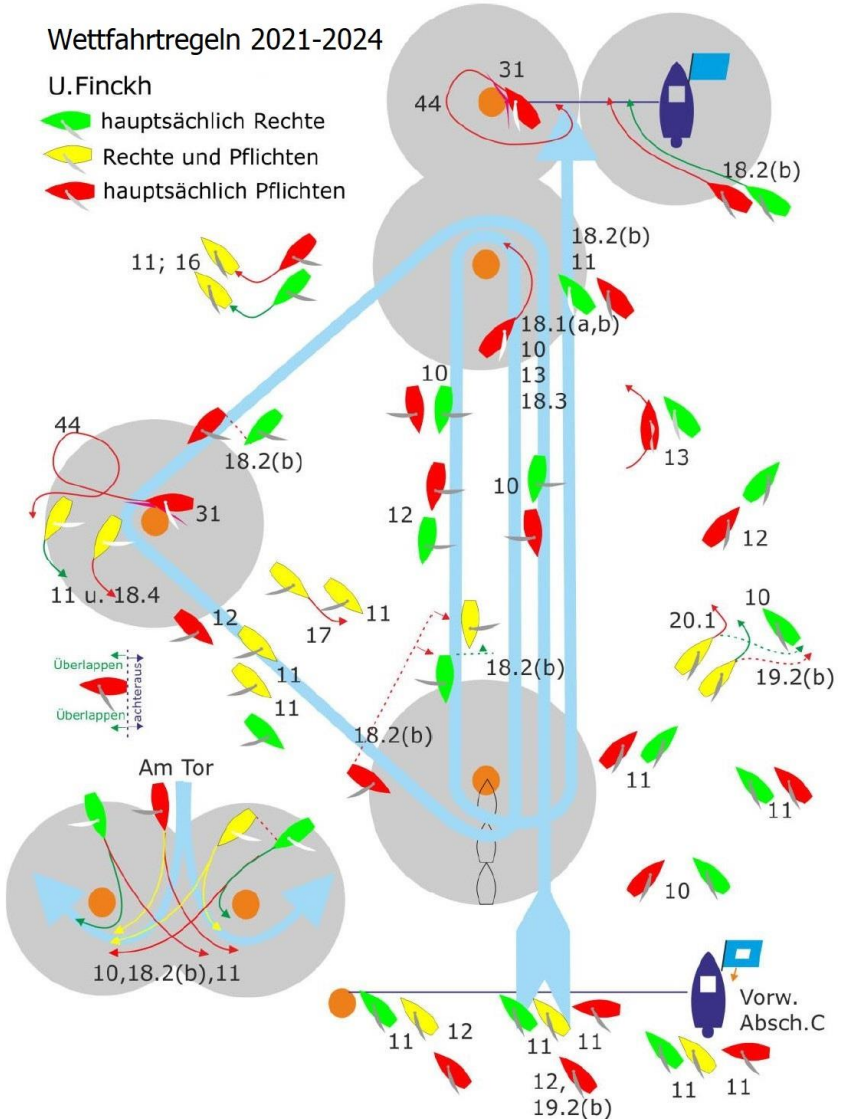 Wettfahrtregeln 2021-2024
U.Finckh
hauptsächlich Rechte
Rechte und Pflichten
hauptsächlich Pflichten
31
44
18.2(b)
11; 16
18.2(b)
11
18.1(a,b)
10
13
18.3
10
44
18.2(b)
13
31
12
10
12
11 u. 18.4
12
17
11
10
20.1
18.2(b)
19.2(b)
11
11
Überlappen
achteraus
Überlappen
18.2(b)
11
11
Am Tor
10
10,18.2(b),11
Vorw.
Absch.C
11
12
11
11
12,
19.2(b)
11
11